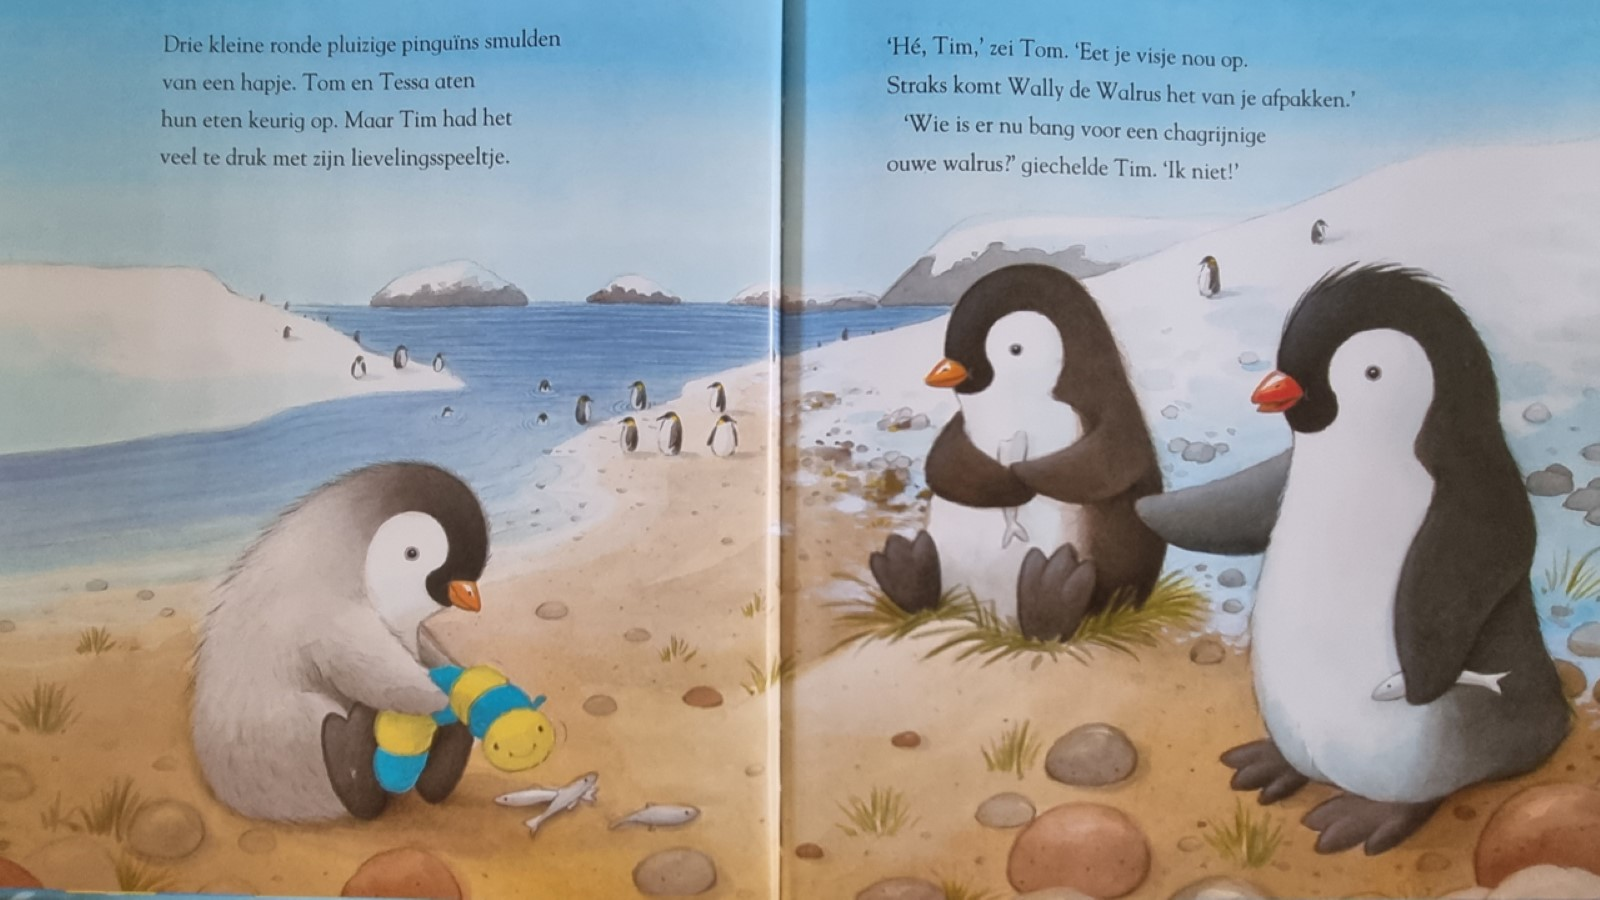 Drie kleine ronde pluizige pinguïns smulden
van een hapje. Tom en Tessa aten
hun eten keurig op. Maar Tim had het
veel te druk met zijn lievelingsspeeltje.
‘Hé, Tim,’ zei Tom. ‘Eet je visje nou op.
Straks komt Wally de Walrus het van je afpakken.’
‘Wie is er nu bang voor een chagrijnige
ouwe walrus?’ giechelde Tim. ‘Ik niet!’